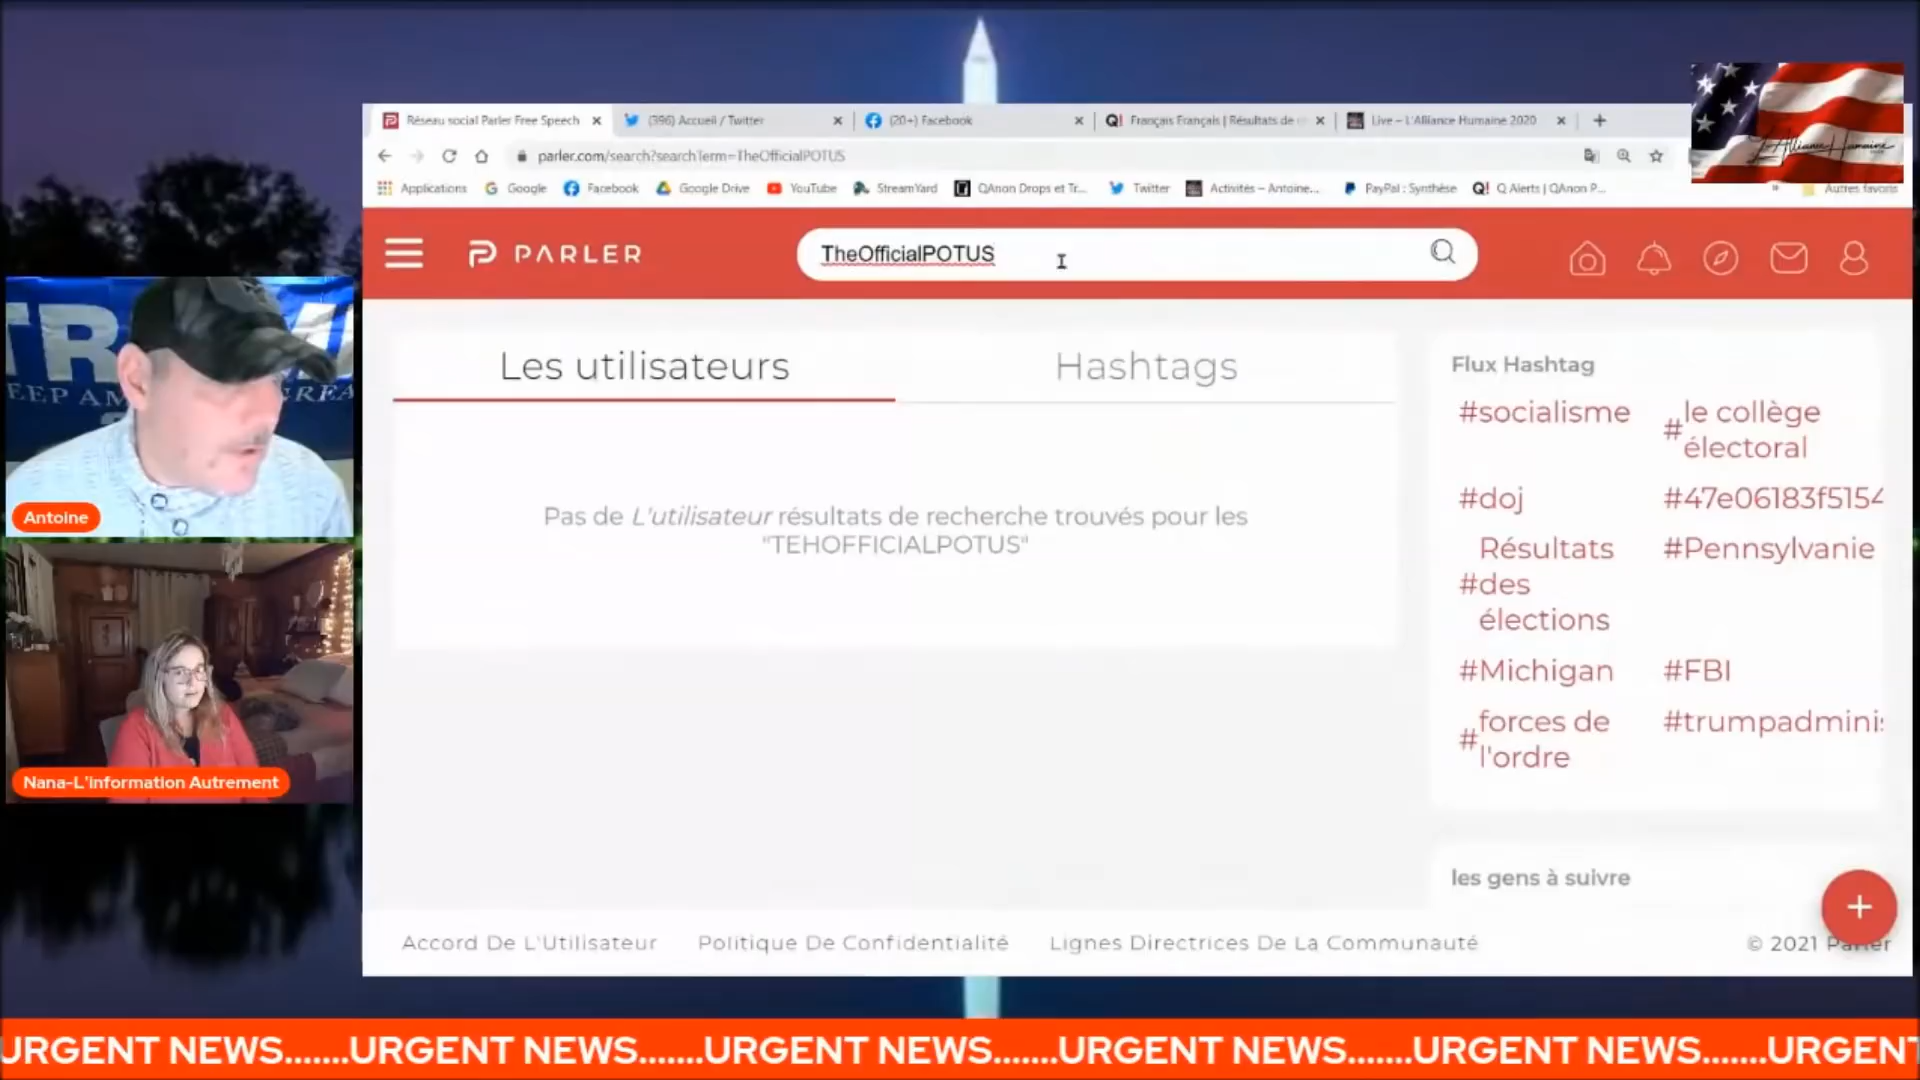 Réseau social Parler Free Speech
(396) Accueil / Twitter
(20+) Facebook
Q! Français Français | Résultats de
Live – L'Alliance Humaine 2020
parler.com/search?searchTerm=TheOfficialPOTUS
Applications
Google
Facebook
Google Drive
YouTube
StreamYard
QAnon Drops et Tr...
Twitter
Activités – Antoine...
PayPal : Synthèse
Q! Q Alerts | QAnon P...
Autres favoris
L'Alliance Humaine
PARLER
TheOfficialPOTUS
Les utilisateurs
Hashtags
Pas de L'utilisateur résultats de recherche trouvés pour les
"TEHOFFICIALPOTUS"
Flux Hashtag
#socialisme
#le collège
électoral
#doj
#47e06183f5154
Résultats
#des
élections
#Pennsylvanie
#Michigan
#FBI
#forces de
l'ordre
#trumpadminis
les gens à suivre
Accord De L'Utilisateur
Politique De Confidentialité
Lignes Directrices De La Communauté
© 2021 Parler
Antoine
Nana-L'information Autrement
URGENT NEWS.......URGENT NEWS.......URGENT NEWS.......URGENT NEWS.......URGENT NEWS.......URGENT